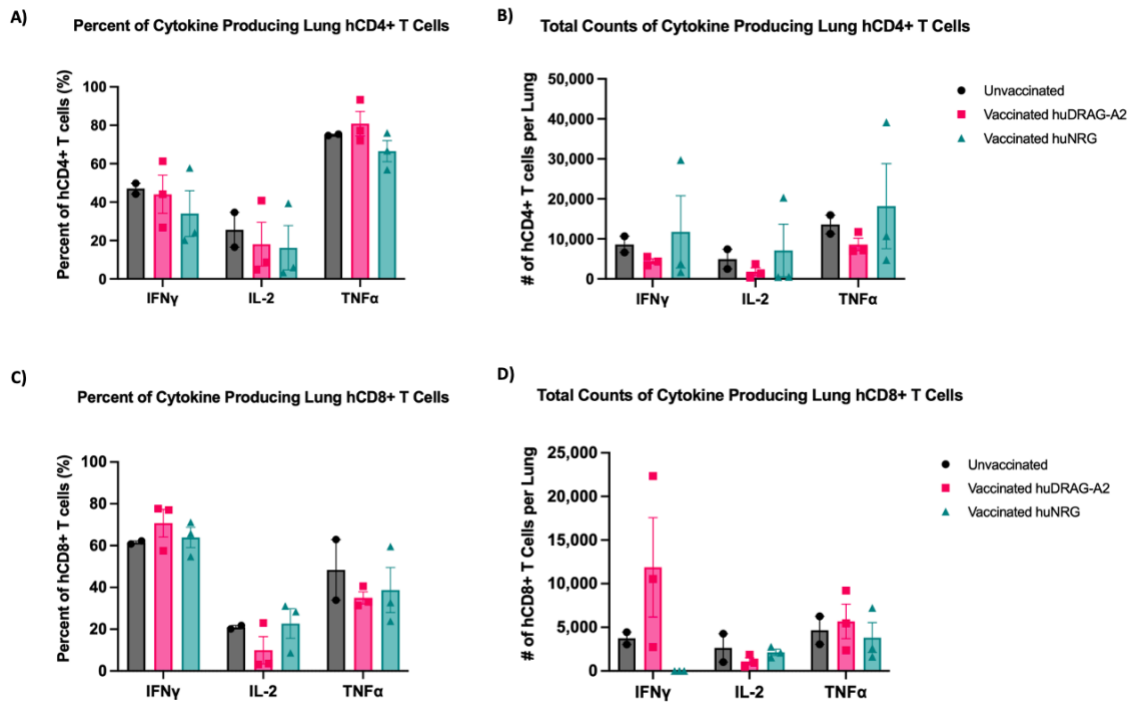 A)
Percent of Cytokine Producing Lung hCD4+ T Cells
Percent of hCD4+ T cells (%)
100
80
60
40
20
0
IFNγ
IL-2
TNFα
B)
Total Counts of Cytokine Producing Lung hCD4+ T Cells
# of hCD4+ T cells per Lung
50,000
40,000
30,000
20,000
10,000
0
IFNγ
IL-2
TNFα
Unvaccinated
Vaccinated huDRAG-A2
Vaccinated huNRG
C)
Percent of Cytokine Producing Lung hCD8+ T Cells
Percent of hCD8+ T cells (%)
100
80
60
40
20
0
IFNγ
IL-2
TNFα
D)
Total Counts of Cytokine Producing Lung hCD8+ T Cells
# of hCD8+ T Cells per Lung
25,000
20,000
15,000
10,000
5,000
0
IFNγ
IL-2
TNFα
Unvaccinated
Vaccinated huDRAG-A2
Vaccinated huNRG